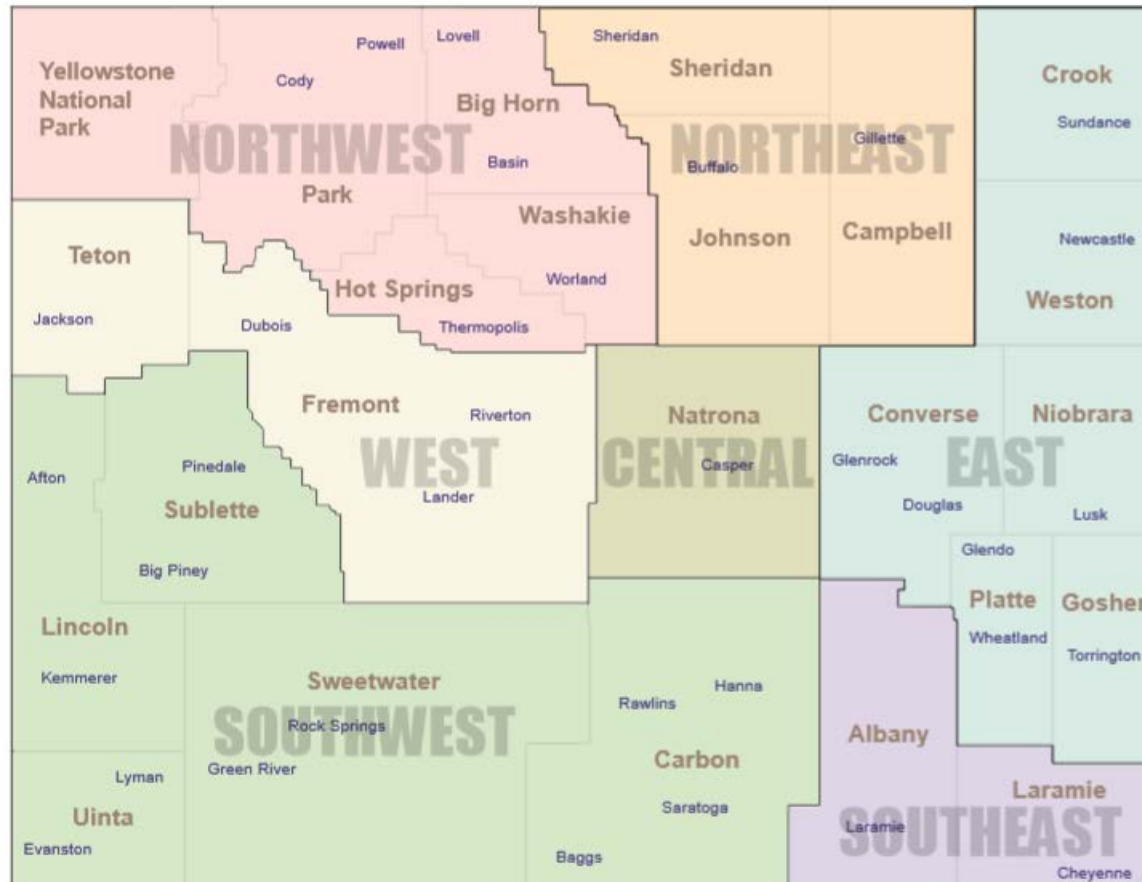 Yellowstone
National
Park
Powell
Lovell
Cody
Big Horn
Basin
NORTHWEST
Park
Washakie
Worland
Hot Springs
Thermopolis
Sheridan
Sheridan
NORTHEAST
Gillette
Buffalo
Johnson
Campbell
Crook
Sundance
Newcastle
Weston
Teton
Jackson
Dubois
Fremont
Riverton
WEST
Lander
Natrona
CENTRAL
Casper
Converse
Niobrara
Glenrock
EAST
Douglas
Lusk
Glendo
Platte
Goshen
Wheatland
Torrington
Afton
Pinedale
Sublette
Big Piney
Lincoln
Kemmerer
Sweetwater
Rock Springs
SOUTHWEST
Green River
Lyman
Uinta
Evanston
Hanna
Rawlins
Carbon
Saratoga
Baggs
Albany
Laramie
Laramie
SOUTHEAST
Cheyenne